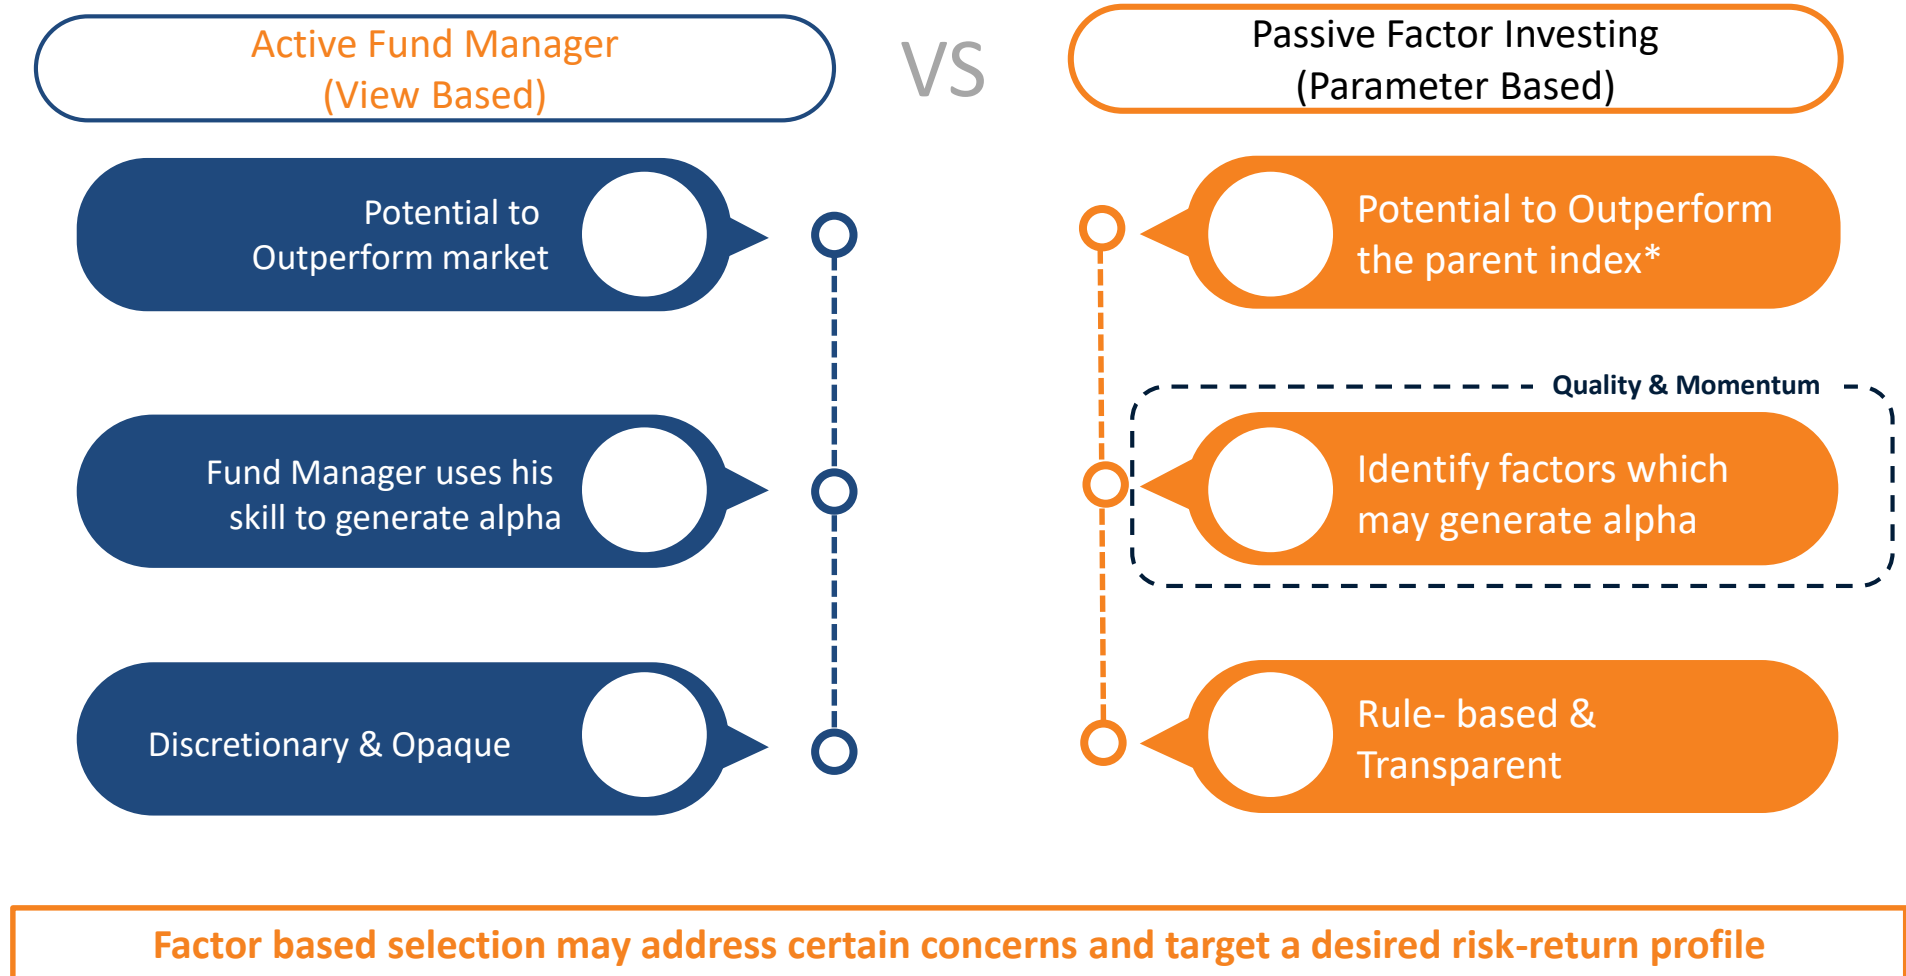 Active Fund Manager
(View Based)
VS
Passive Factor Investing
(Parameter Based)
Potential to
Outperform market
Fund Manager uses his
skill to generate alpha
Discretionary & Opaque
Potential to Outperform
the parent index*
Quality & Momentum
Identify factors which
may generate alpha
Rule- based &
Transparent
Factor based selection may address certain concerns and target a desired risk-return profile